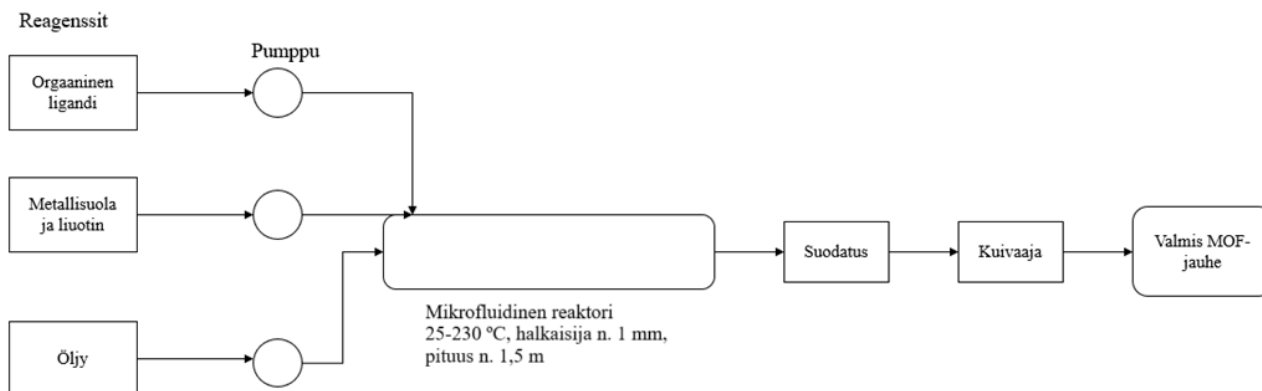 Reagenssit
Pumppu
Orgaaninen
ligandi
Metallisuola
ja liuotin
Öljy
Mikrofluidinen reaktori
25-230 ºC, halkaisija n. 1 mm,
pituus n. 1,5 m
Suodatus
Kuivaaja
Valmis MOF-
jauhe